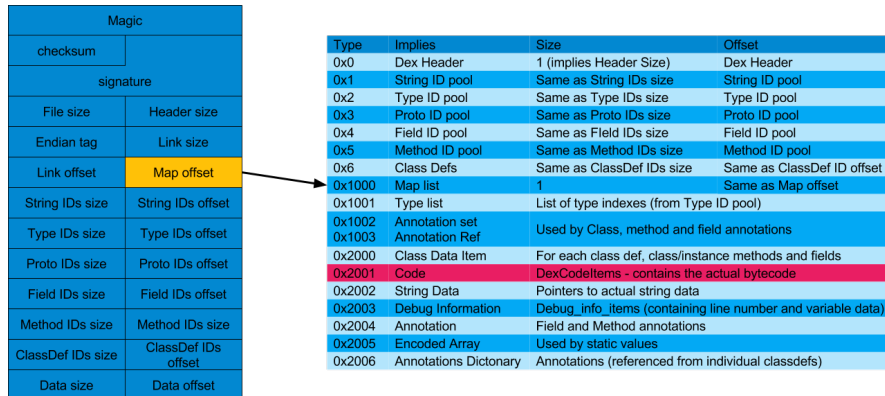 Magic
checksum
signature
File size Header size
Endian tag Link size
Link offset Map offset
String IDs size String IDs offset
Type IDs size Type IDs offset
Proto IDs size Proto IDs offset
Field IDs size Field IDs offset
Method IDs size Method IDs size
ClassDef IDs size ClassDef IDs
offset
Data size Data offset
Type Implies Size Offset
0x0 Dex Header 1 (implies Header Size) Dex Header
0x1 String ID pool Same as String IDs size String ID pool
0x2 Type ID pool Same as Type IDs size Type ID pool
0x3 Proto ID pool Same as Proto IDs size Proto ID pool
0x4 Field ID pool Same as FIeld IDs size Field ID pool
0x5 Method ID pool Same as Method IDs size Method ID pool
0x6 Class Defs Same as ClassDef IDs size Same as ClassDef ID offset
0x1000 Map list 1 Same as Map offset
0x1001 Type list List of type indexes (from Type ID pool)
0x1002 Annotation set
0x1003 Annotation Ref Used by Class, method and field annotations
0x2000 Class Data Item For each class def, class/instance methods and fields
0x2001 Code DexCodeItems - contains the actual bytecode
0x2002 String Data Pointers to actual string data
0x2003 Debug Information Debug_info_items (containing line number and variable data)
0x2004 Annotation Field and Method annotations
0x2005 Encoded Array Used by static values
0x2006 Annotations Dictonary Annotations (referenced from individual classdefs)